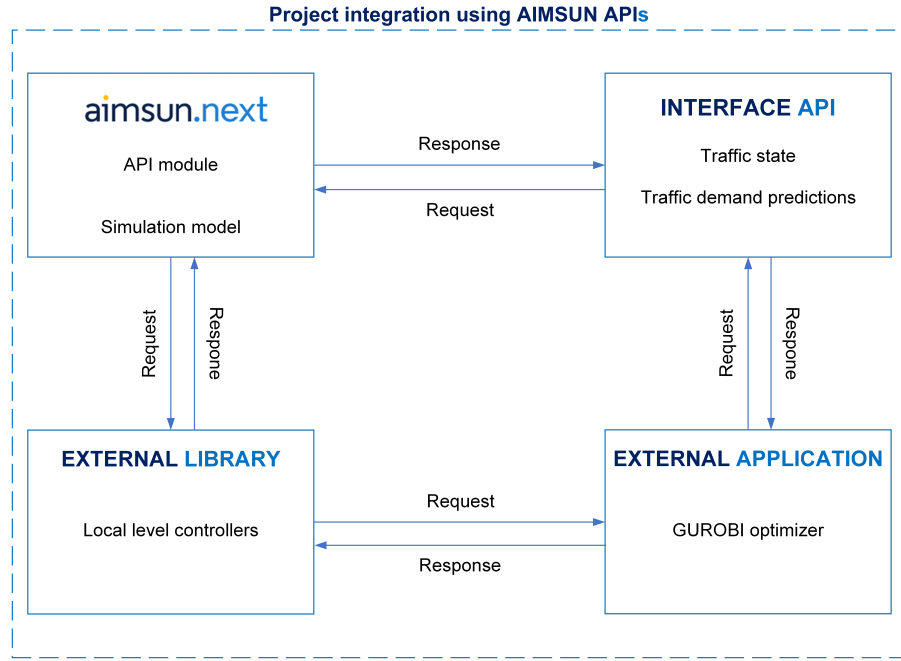 Project integration using AIMSUN APIs
aimsun.next
API module
Simulation model
INTERFACE API
Traffic state
Traffic demand predictions
Response
Request
Request
Respone
Request
Respone
EXTERNAL LIBRARY
Local level controllers
EXTERNAL APPLICATION
GUROBI optimizer
Request
Response